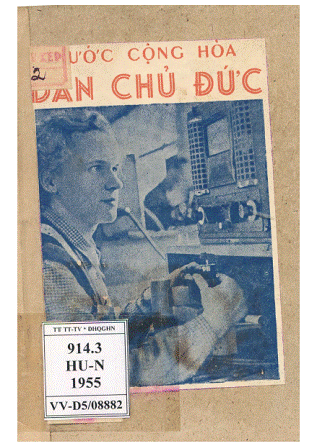 ƯỚC CỘNG HÒA
DÂN CHỦ ĐỨC
2
TT TT-TV * ĐHQGHN
914.3
HU-N
1955
VV-D5/08882